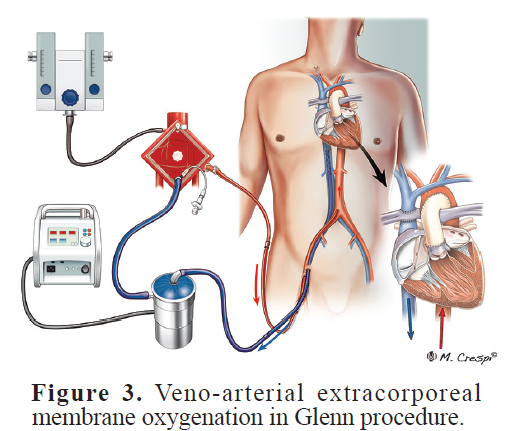 © M. Crespi®
Figure 3. Veno-arterial extracorporeal
membrane oxygenation in Glenn procedure.